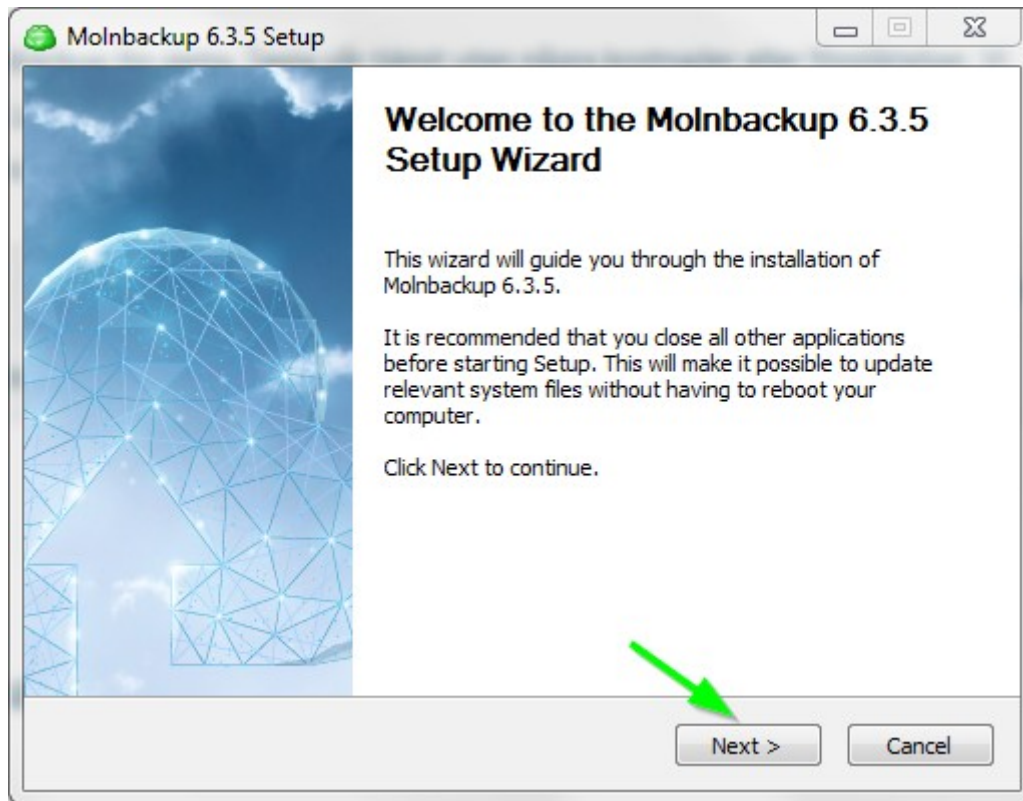 Molnbackup 6.3.5 Setup
Welcome to the Molnbackup 6.3.5
Setup Wizard
This wizard will guide you through the installation of
Molnbackup 6.3.5.
It is recommended that you close all other applications
before starting Setup. This will make it possible to update
relevant system files without having to reboot your
computer.
Click Next to continue.
Next >
Cancel